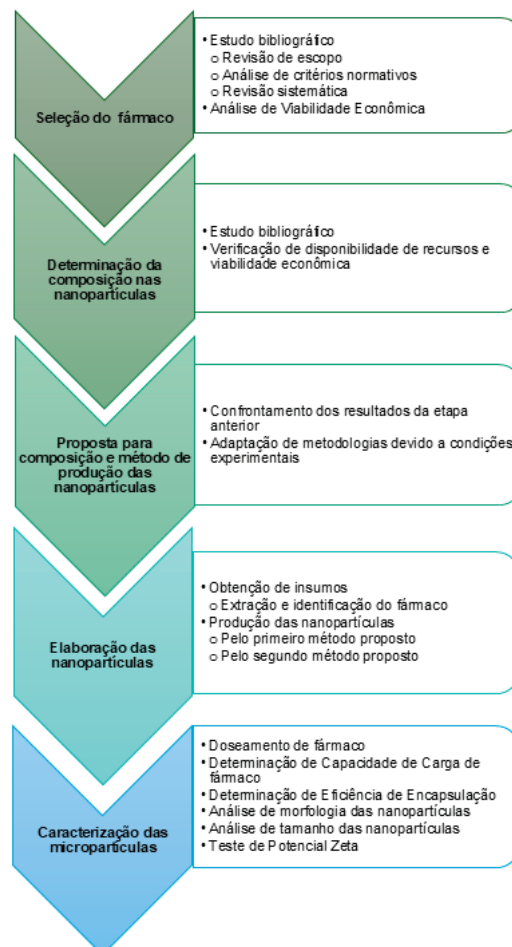 Seleção do fármaco
• Estudo bibliográfico
o Revisão de escopo
o Análise de critérios normativos
o Revisão sistemática
• Análise de Viabilidade Econômica
Determinação da
composição nas
nanopartículas
• Estudo bibliográfico
• Verificação de disponibilidade de recursos e
viabilidade econômica
Proposta para
composição e método de
produção das
nanopartículas
• Confrontamento dos resultados da etapa
anterior
• Adaptação de metodologias devido a condições
experimentais
Elaboração das
nanopartículas
• Obtenção de insumos
o Extração e identificação do fármaco
• Produção das nanopartículas
o Pelo primeiro método proposto
o Pelo segundo método proposto
Caracterização das
micropartículas
• Doseamento de fármaco
• Determinação de Capacidade de Carga de
fármaco
• Determinação de Eficiência de Encapsulação
• Análise de morfologia das nanopartículas
• Análise de tamanho das nanopartículas
• Teste de Potencial Zeta